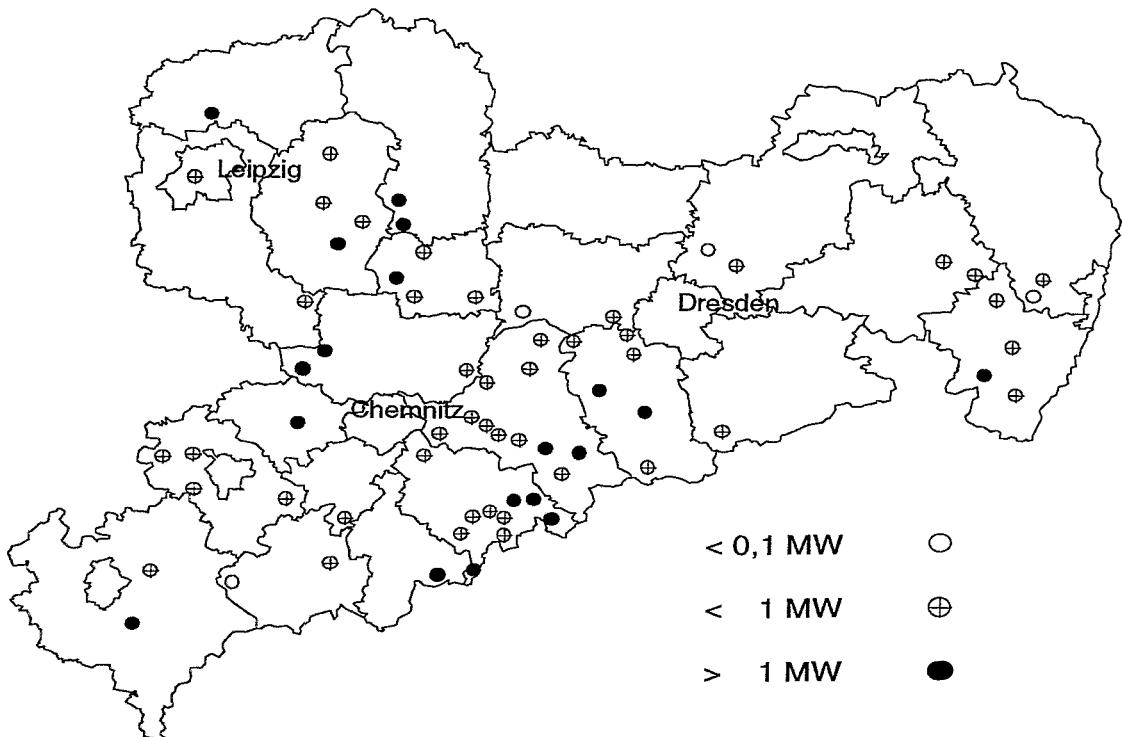 Leipzig
Dresden
Chemnitz
< 0,1 MW
< 1 MW
> 1 MW